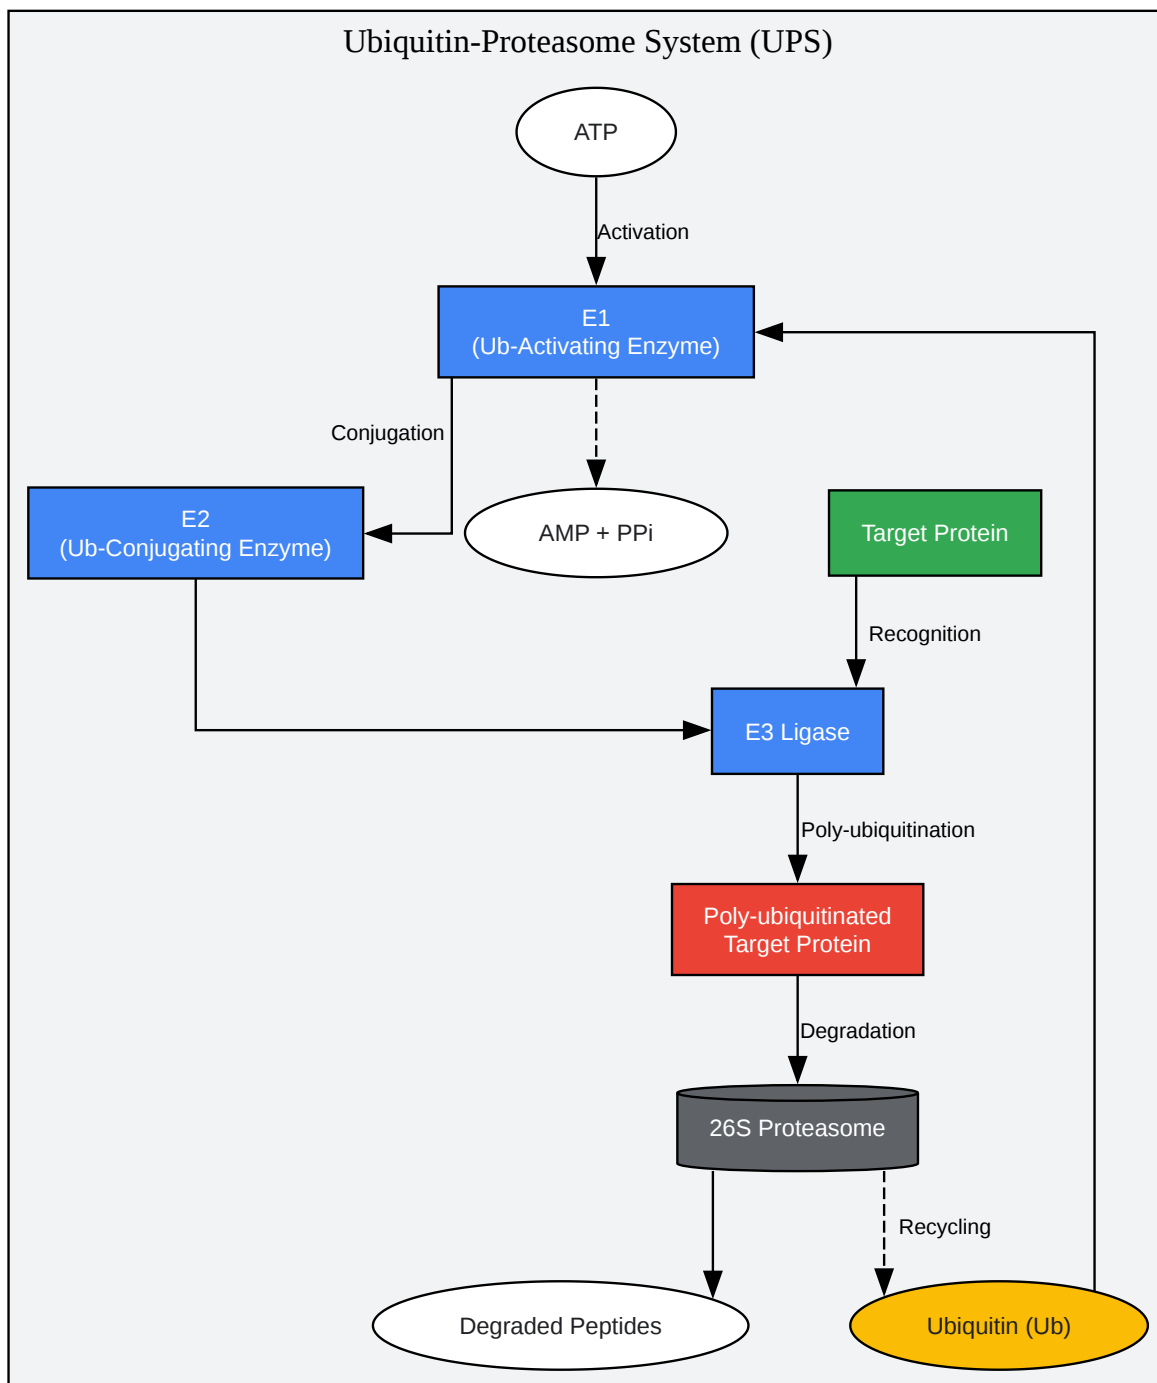 Ubiquitin-Proteasome System (UPS)
ATP
Activation
E1
(Ub-Activating Enzyme)
Conjugation
E2
(Ub-Conjugating Enzyme)
AMP + PPi
Target Protein
Recognition
E3 Ligase
Poly-ubiquitination
Poly-ubiquitinated
Target Protein
Degradation
26S Proteasome
Recycling
Degraded Peptides
Ubiquitin (Ub)